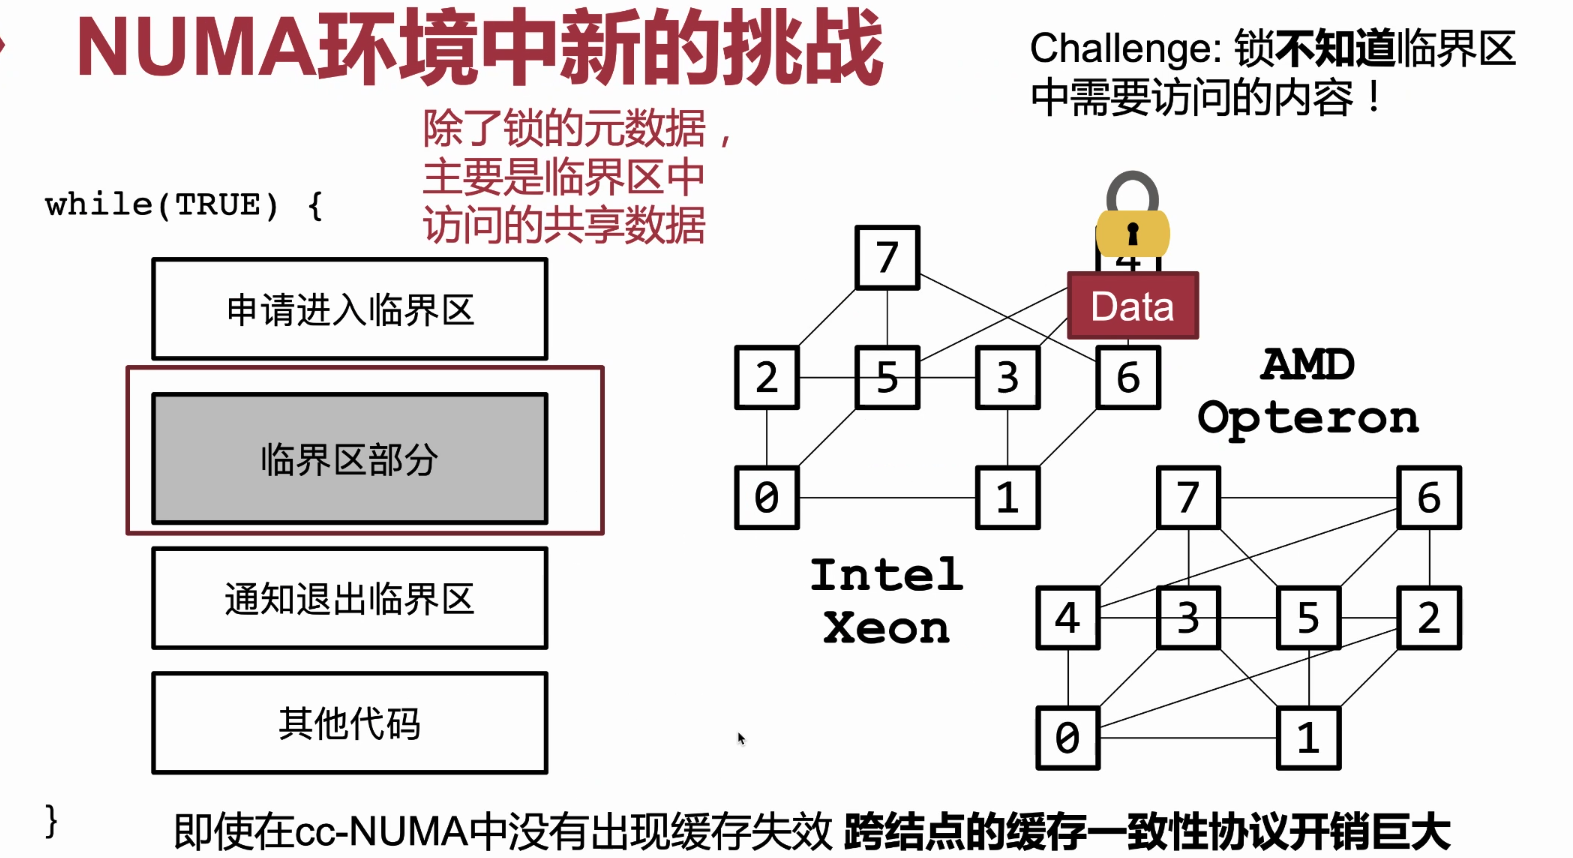 NUMA环境中新的挑战
Challenge: 锁不知道临界区
中需要访问的内容！
除了锁的元数据，
主要是临界区中
访问的共享数据
while(TRUE) {
申请进入临界区
临界区部分
通知退出临界区
其他代码
}
7
4
Data
2
5
3
6
0
1
Intel
Xeon
AMD
Opteron
7
6
4
3
5
2
0
1
即使在cc-NUMA中没有出现缓存失效 跨结点的缓存一致性协议开销巨大